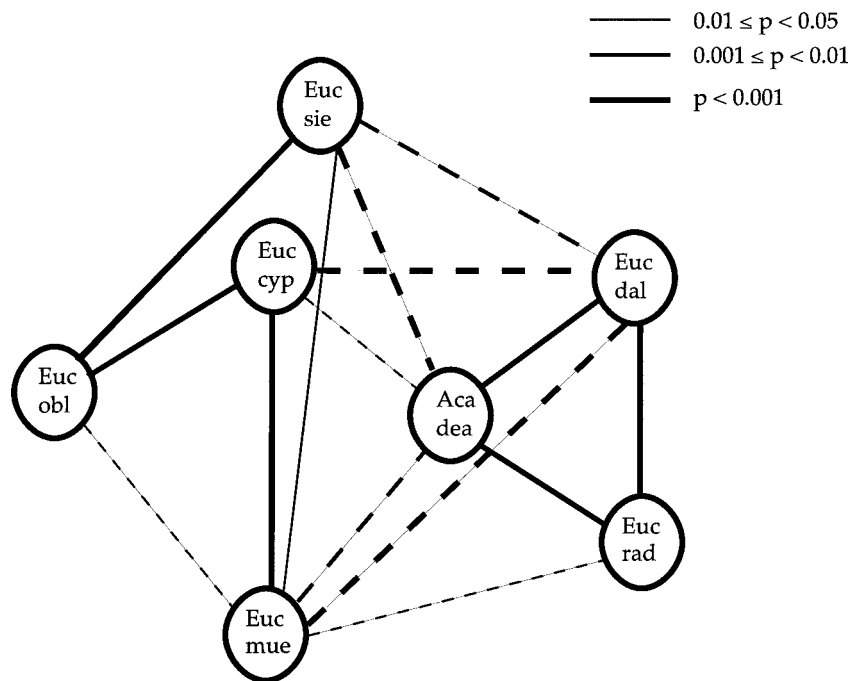 0.01 ≤ p < 0.05
0.001 ≤ p < 0.01
p < 0.001
Euc
sie
Euc
cyp
Euc
dal
Euc
obl
Aca
dea
Euc
rad
Euc
mue